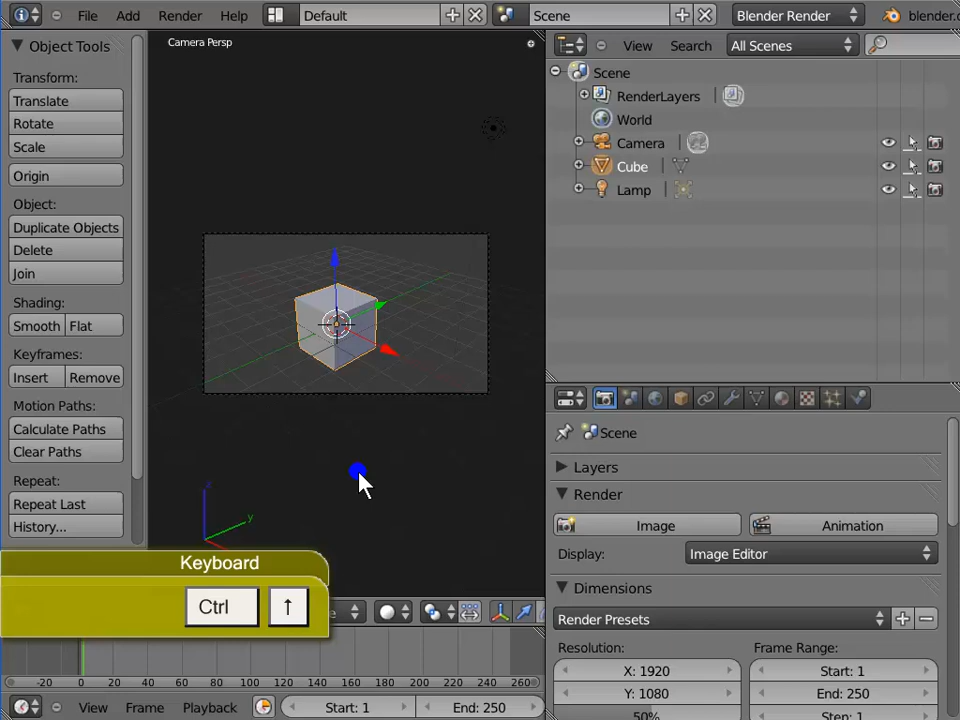 File Add Render Help Default Scene Blender Render
Object Tools
Camera Persp
View Search All Scenes
Transform:
Translate
Rotate
Scale
Origin
Object:
Duplicate Objects
Delete
Join
Shading:
Smooth Flat
Keyframes:
Insert Remove
Motion Paths:
Calculate Paths
Clear Paths
Repeat:
Repeat Last
History...
Scene
RenderLayers
World
Camera
Cube
Lamp
z
y
Keyboard
Ctrl ↑
Scene
Layers
Render
Image Animation
Display: Image Editor
Dimensions
Render Presets
Resolution: Frame Range:
X: 1920 Start: 1
Y: 1080 End: 250
50% Step: 1
-20 0 20 40 60 80 100 120 140 160 180 200 220 240 260
View Frame Playback Start: 1 End: 250